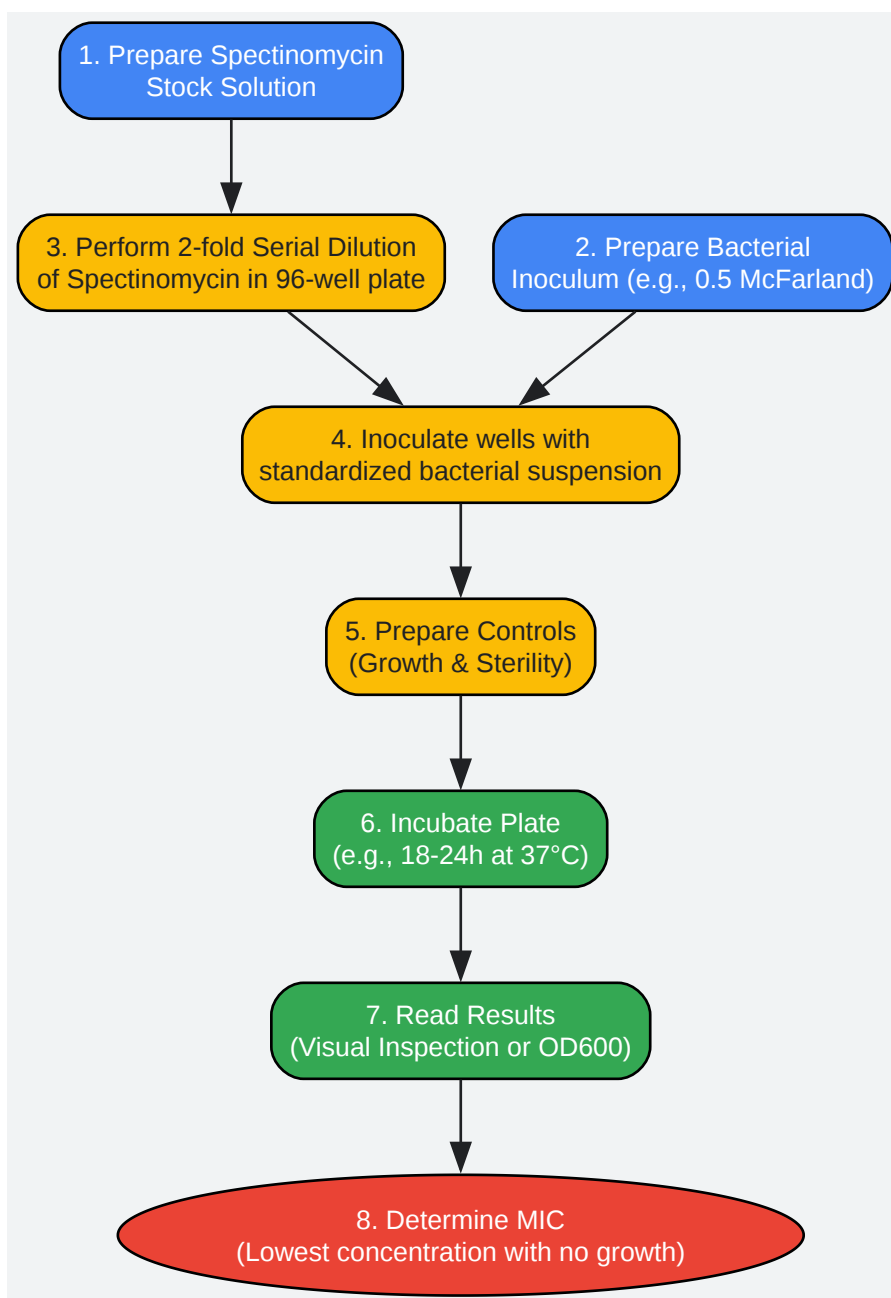 1. Prepare Spectinomycin
Stock Solution
3. Perform 2-fold Serial Dilution
of Spectinomycin in 96-well plate
2. Prepare Bacterial
Inoculum (e.g., 0.5 McFarland)
4. Inoculate wells with
standardized bacterial suspension
5. Prepare Controls
(Growth & Sterility)
6. Incubate Plate
(e.g., 18-24h at 37°C)
7. Read Results
(Visual Inspection or OD600)
8. Determine MIC
(Lowest concentration with no growth)